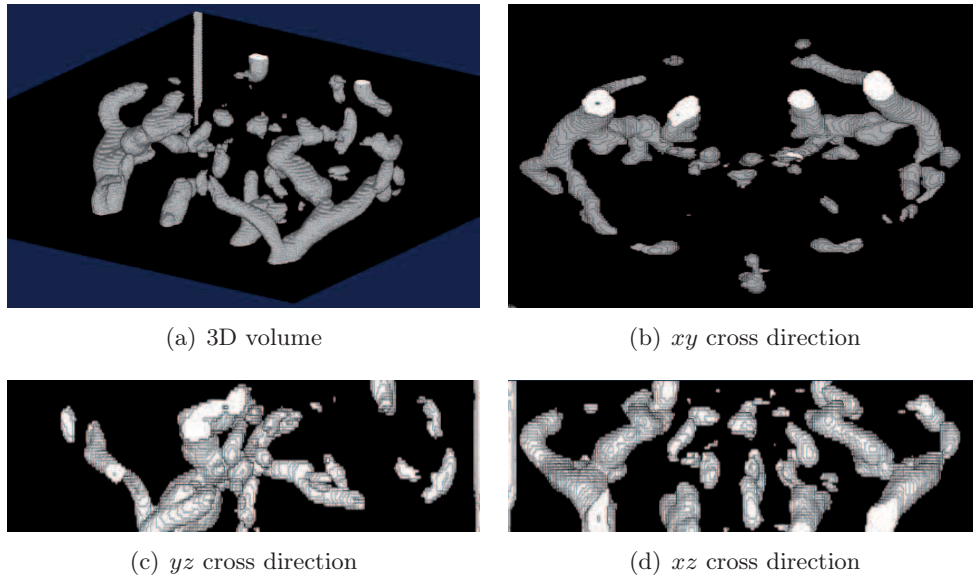 (a) 3D volume
(b) xy cross direction
(c) yz cross direction
(d) xz cross direction